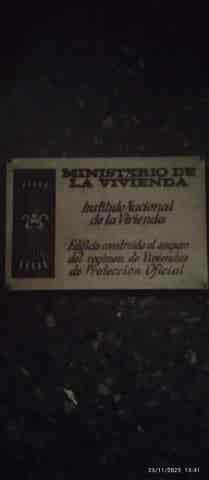 MINISTERIO DE
LA VIVIENDA
Instituto Nacional
de la Vivienda
Edificio construido al amparo
del regimen de Viviendas
de Protección Oficial
23/11/2025 13:41